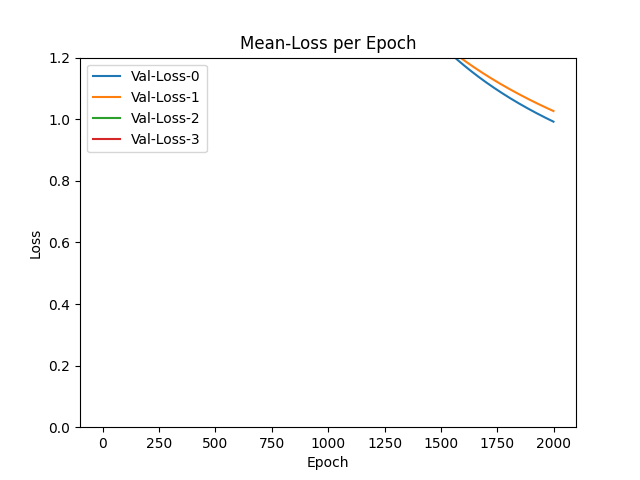 Mean-Loss per Epoch
Val-Loss-0
Val-Loss-1
Val-Loss-2
Val-Loss-3
Loss
1.2
1.0
0.8
0.6
0.4
0.2
0.0
0 250 500 750 1000 1250 1500 1750 2000
Epoch